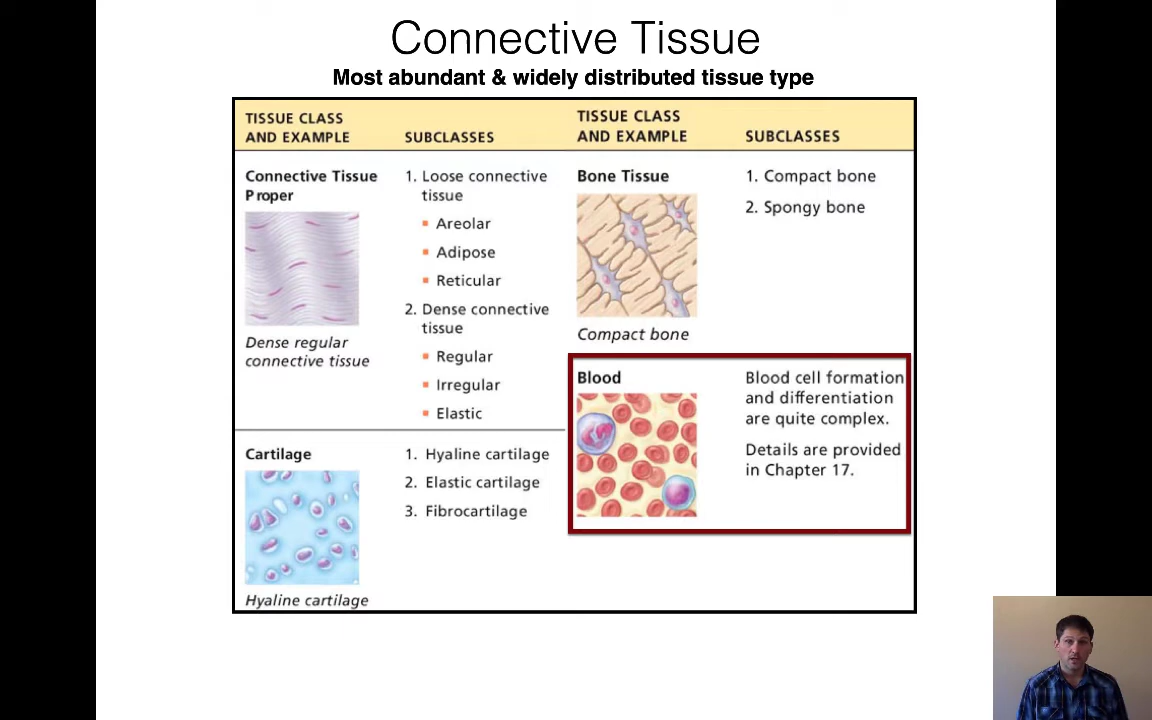 Connective Tissue
Most abundant & widely distributed tissue type
TISSUE CLASS
AND EXAMPLE
SUBCLASSES
Connective Tissue
Proper
Dense regular
connective tissue
1. Loose connective
tissue
▪ Areolar
▪ Adipose
▪ Reticular
2. Dense connective
tissue
▪ Regular
▪ Irregular
▪ Elastic
Cartilage
Hyaline cartilage
1. Hyaline cartilage
2. Elastic cartilage
3. Fibrocartilage
TISSUE CLASS
AND EXAMPLE
SUBCLASSES
Bone Tissue
Compact bone
1. Compact bone
2. Spongy bone
Blood
Blood cell formation
and differentiation
are quite complex.
Details are provided
in Chapter 17.